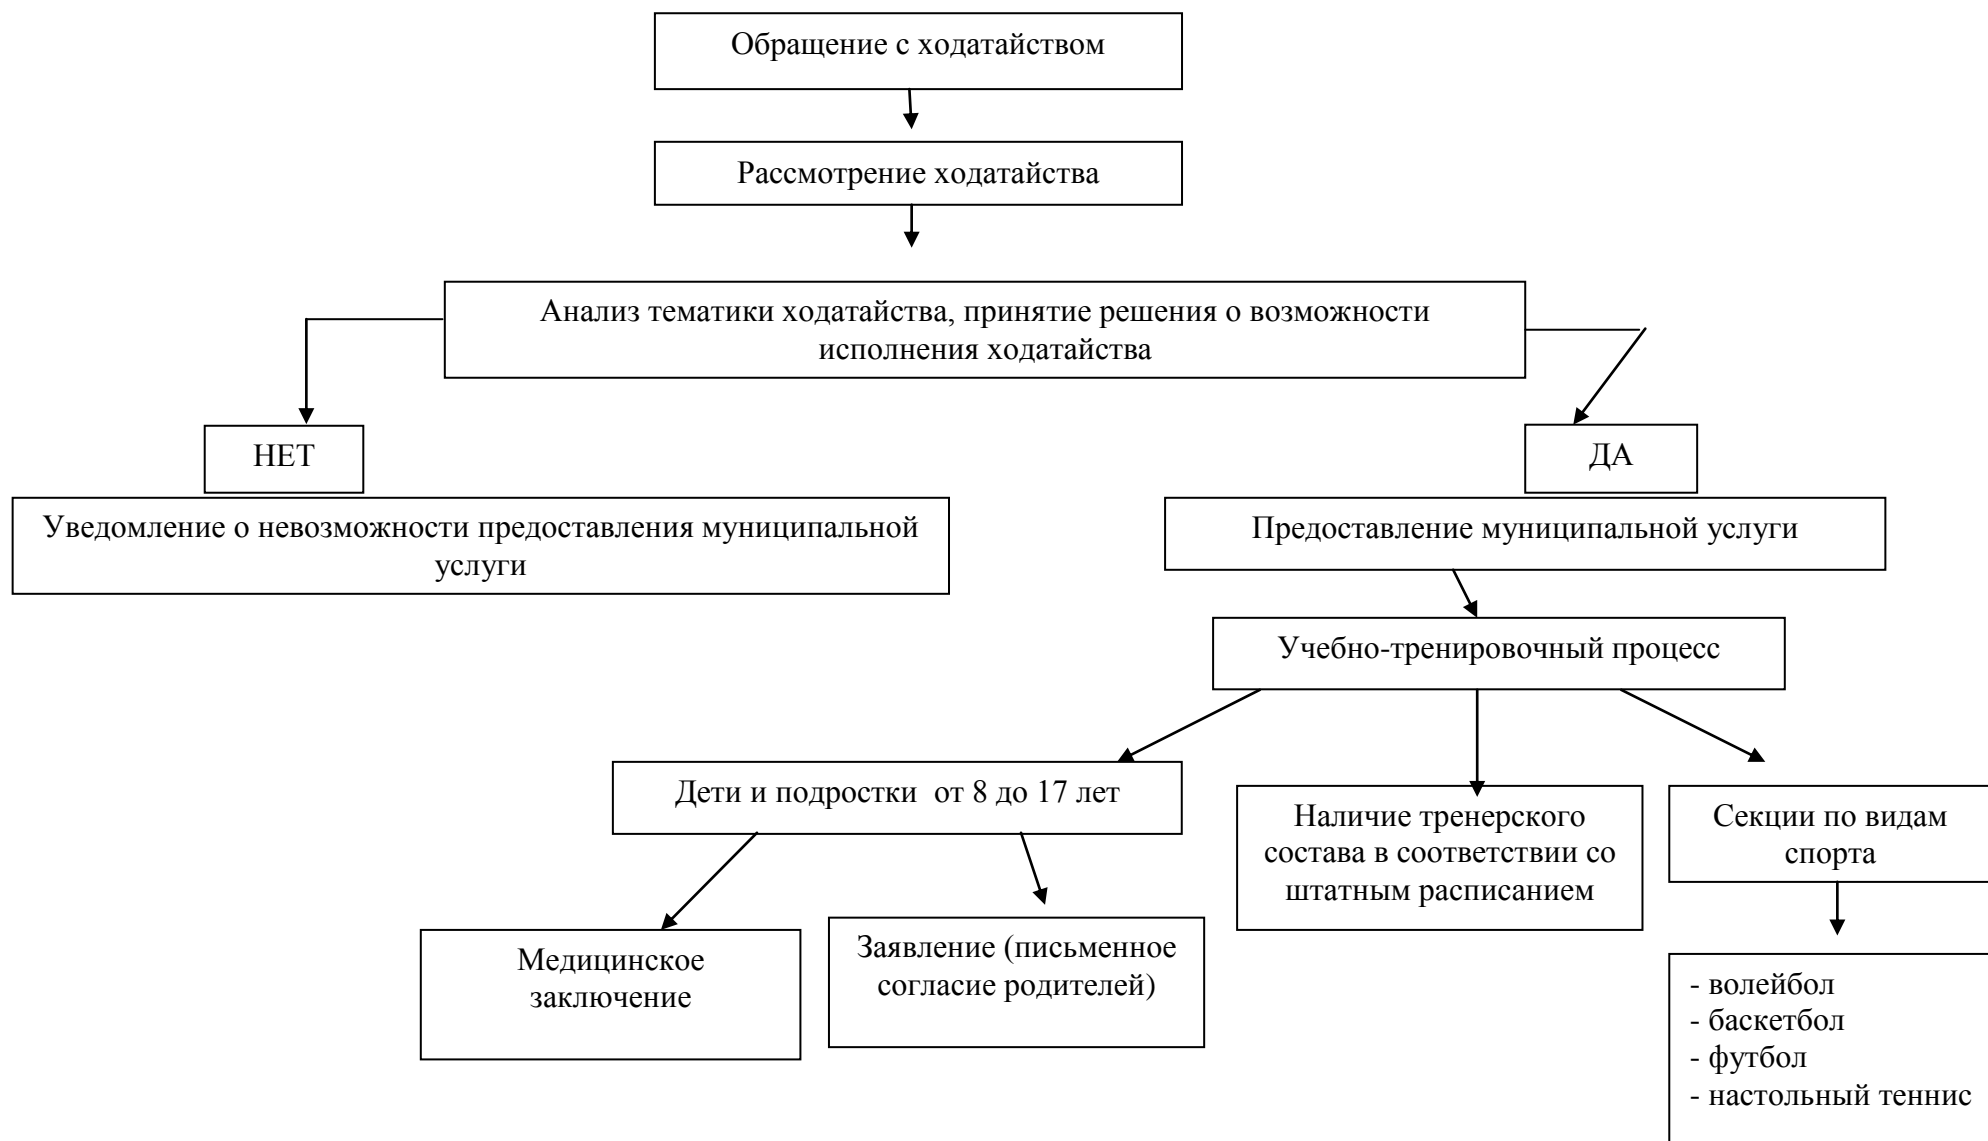 Обращение с ходатайством
Рассмотрение ходатайства
Анализ тематики ходатайства, принятие решения о возможности
исполнения ходатайства
НЕТ
ДА
Уведомление о невозможности предоставления муниципальной
услуги
Предоставление муниципальной услуги
Учебно-тренировочный процесс
Дети и подростки  от 8 до 17 лет
Наличие тренерского
состава в соответствии со
штатным расписанием
Секции по видам
спорта
Медицинское
заключение
Заявление (письменное
согласие родителей)
- волейбол
- баскетбол
- футбол
- настольный теннис